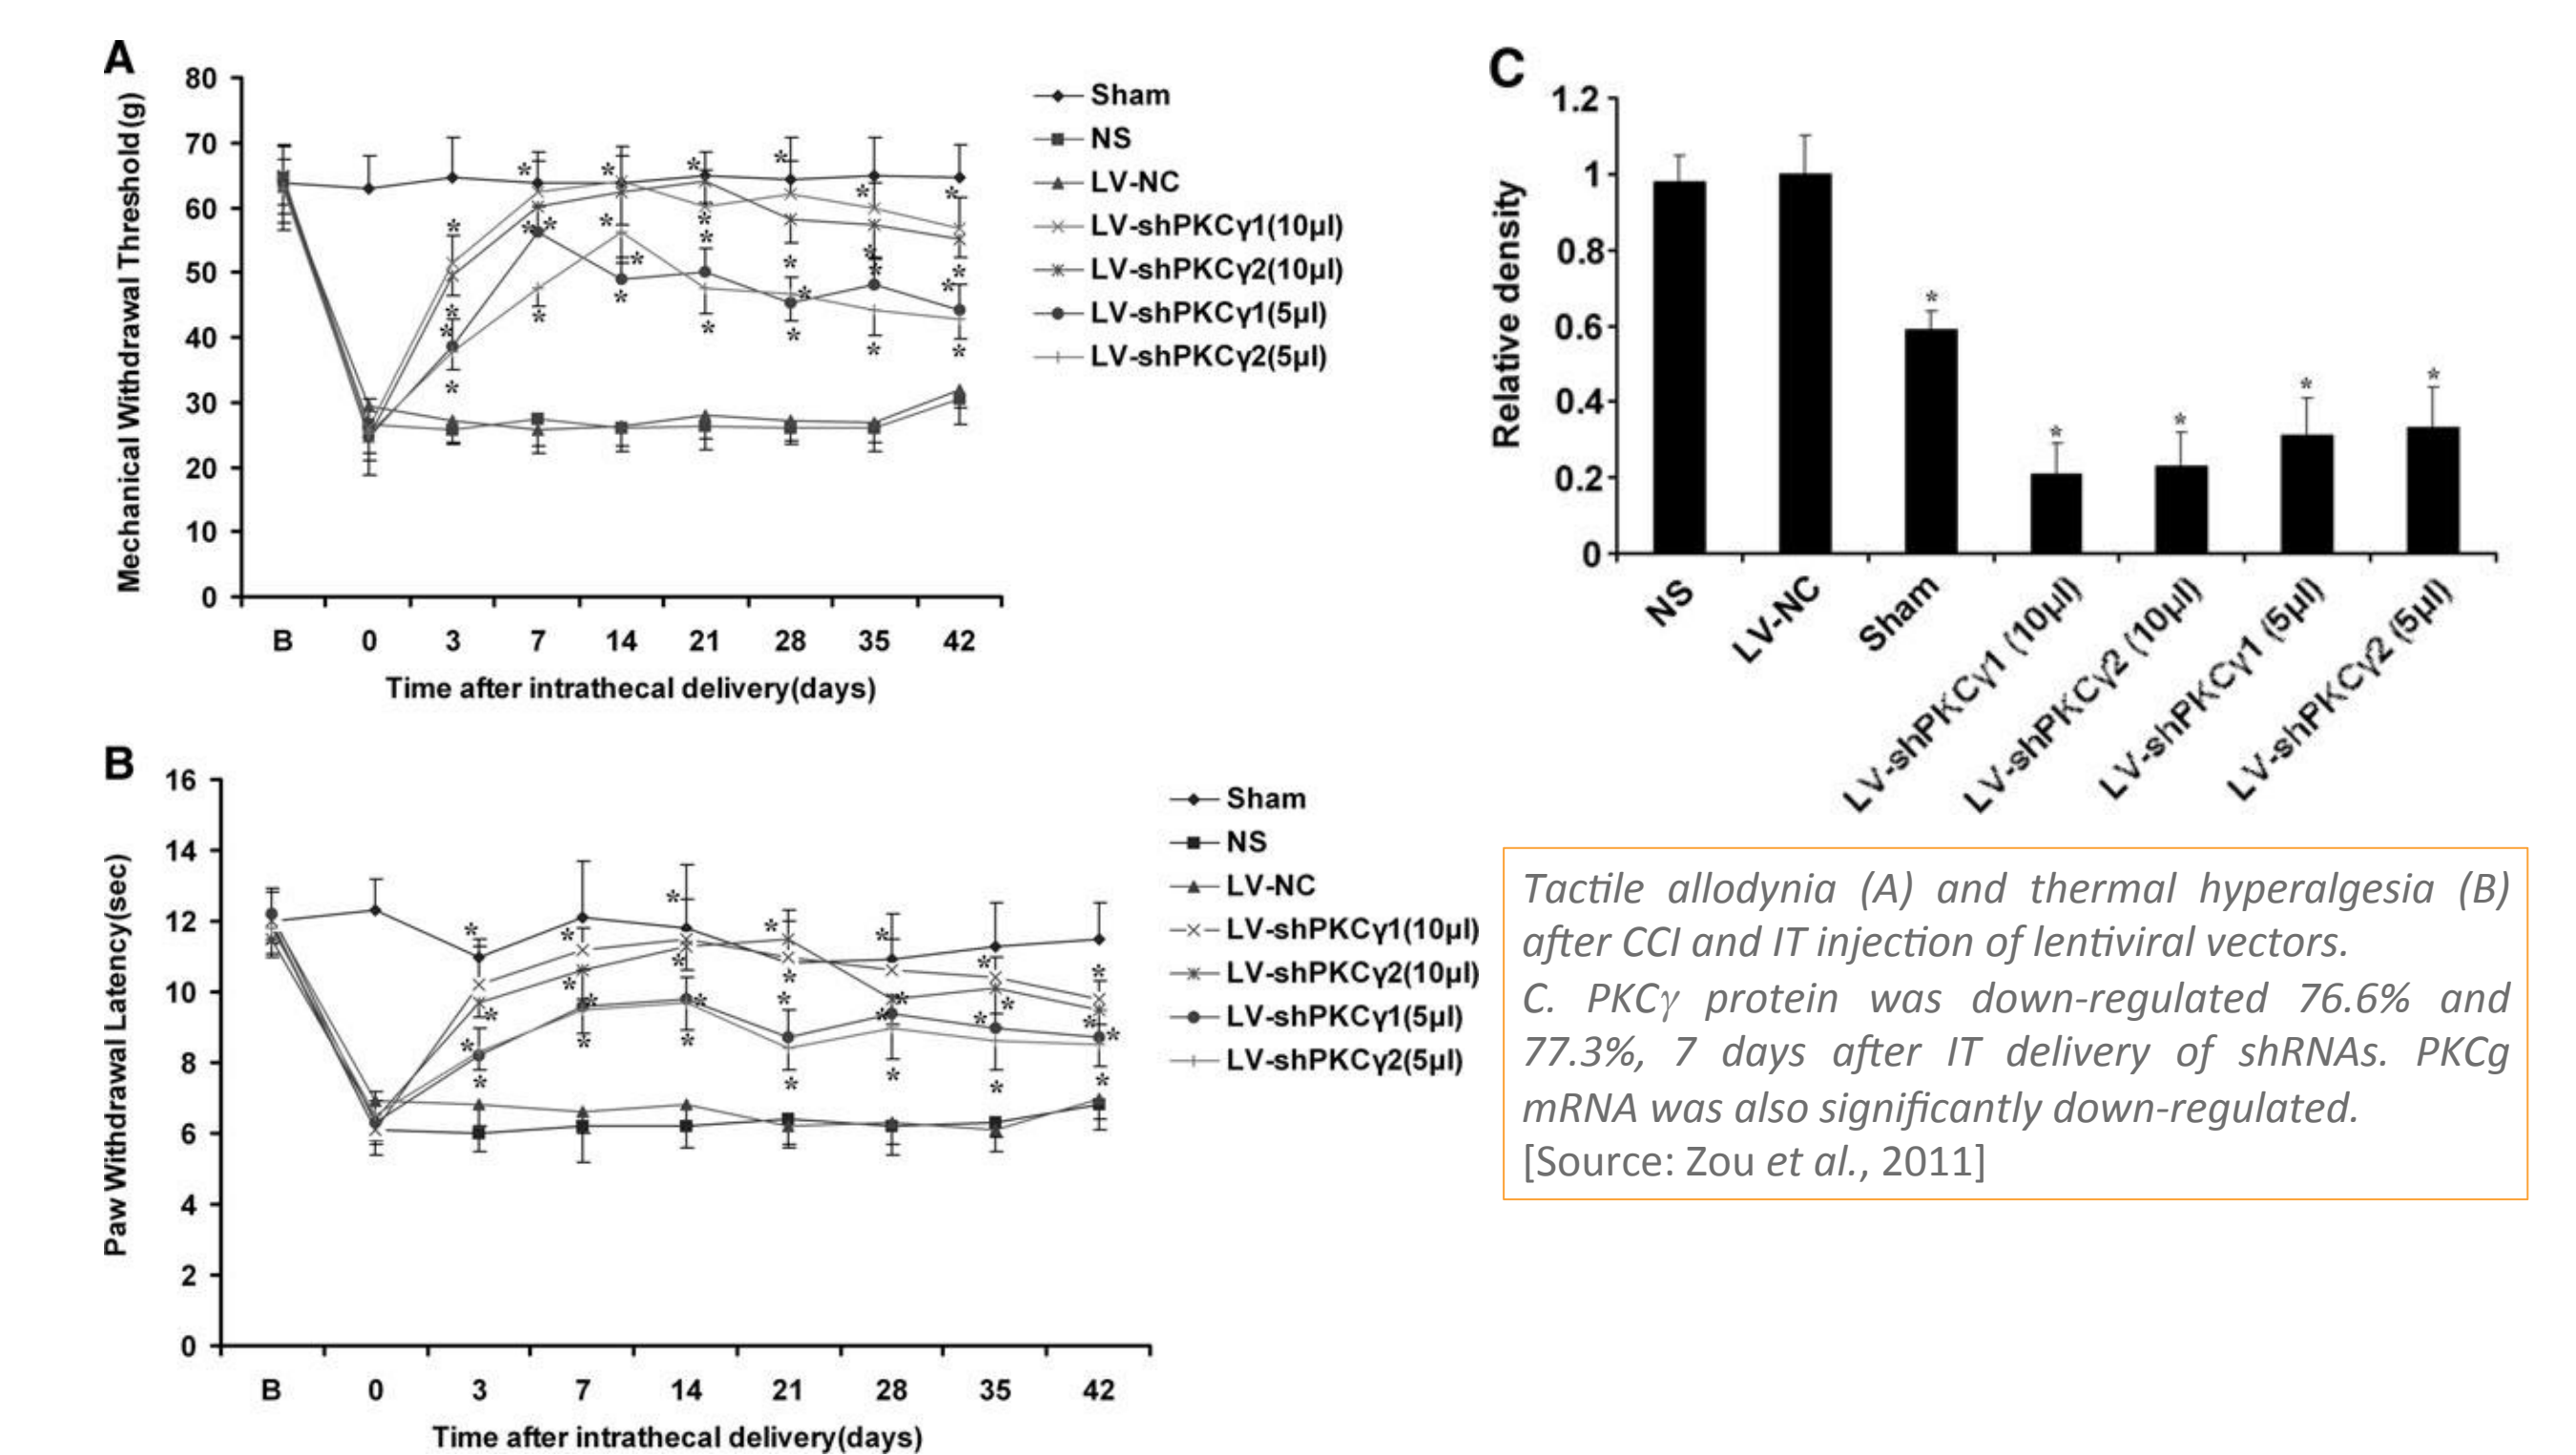 A
80
70
60
50
40
30
20
10
0
Mechanical Withdrawal Threshold(g)
B 0 3 7 14 21 28 35 42
Time after intrathecal delivery(days)
Sham
NS
LV-NC
LV-shPKCγ1(10µl)
LV-shPKCγ2(10µl)
LV-shPKCγ1(5µl)
LV-shPKCγ2(5µl)
B
16
14
12
10
8
6
4
2
0
Paw Withdrawal Latency(sec)
B 0 3 7 14 21 28 35 42
Time after intrathecal delivery(days)
Sham
NS
LV-NC
LV-shPKCγ1(10µl)
LV-shPKCγ2(10µl)
LV-shPKCγ1(5µl)
LV-shPKCγ2(5µl)
C
1.2
1
0.8
0.6
0.4
0.2
0
Relative density
NS
LV-NC
Sham
LV-shPKCγ1 (10µl)
LV-shPKCγ2 (10µl)
LV-shPKCγ1 (5µl)
LV-shPKCγ2 (5µl)
Tactile allodynia (A) and thermal hyperalgesia (B)
after CCI and IT injection of lentiviral vectors.
C. PKCγ protein was down-regulated 76.6% and
77.3%, 7 days after IT delivery of shRNAs. PKCg
mRNA was also significantly down-regulated.
[Source: Zou et al., 2011]